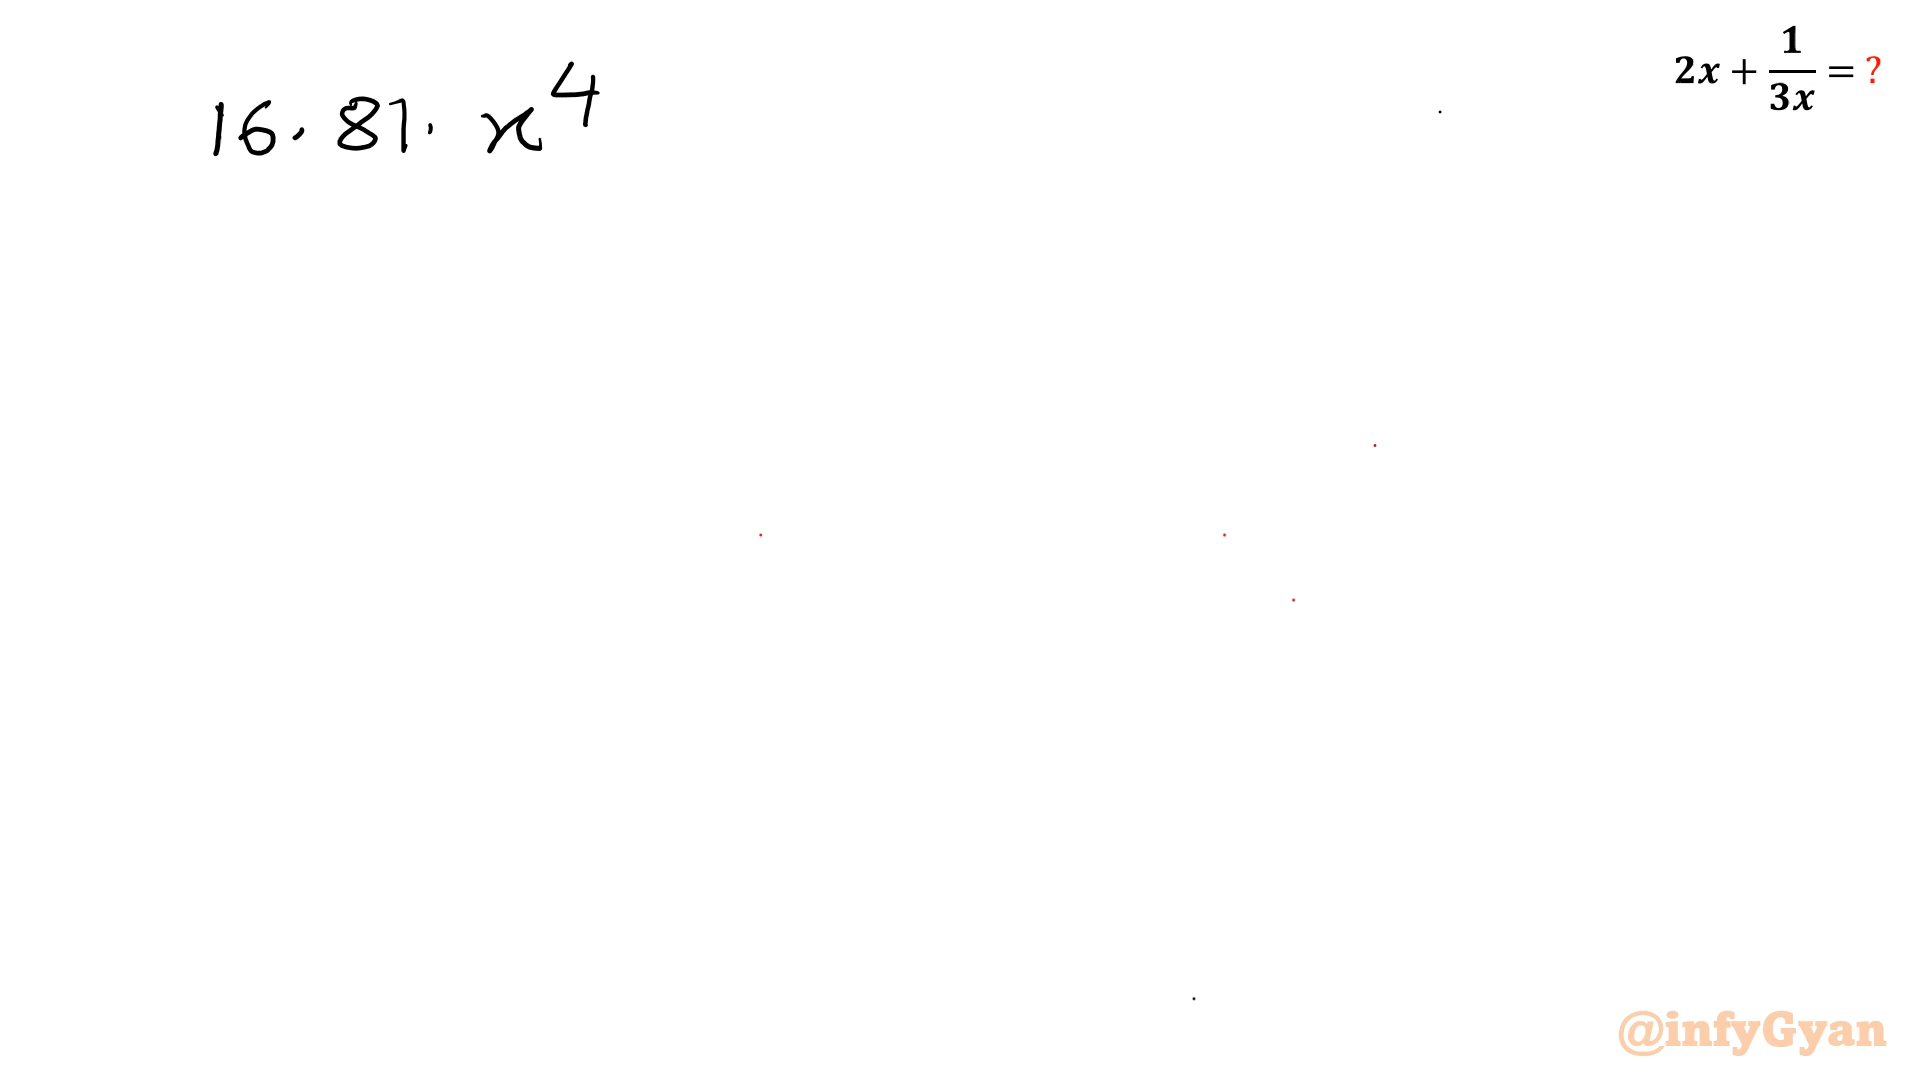 16 · 81 · x⁴
2x + 1/3x = ?
@infyGyan